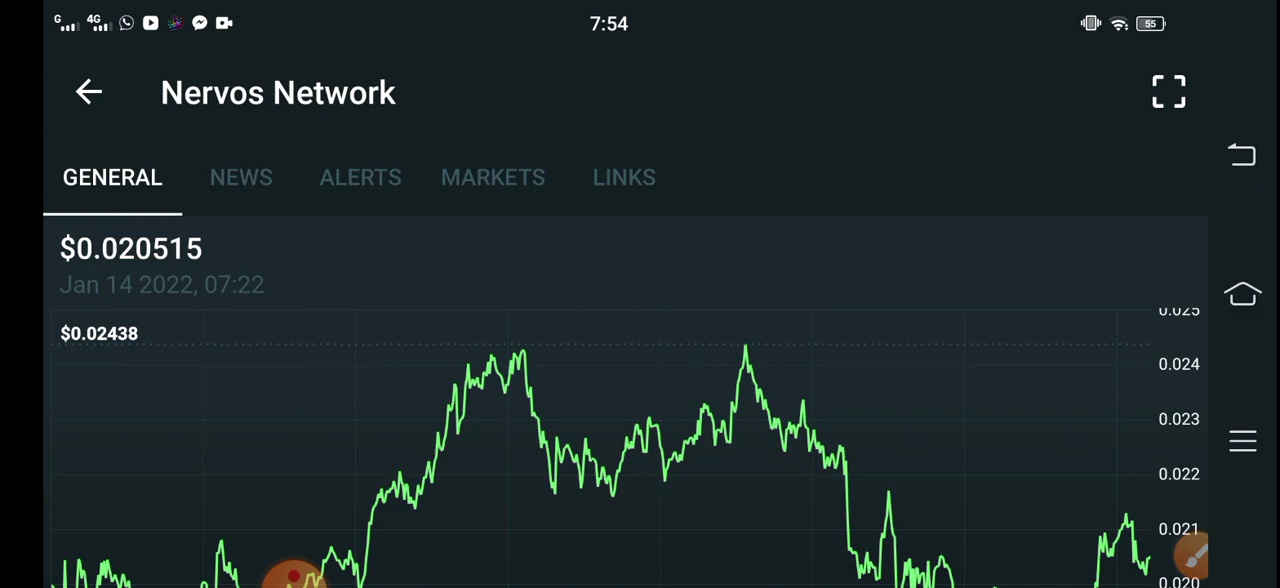 G 4G 7:54 55
Nervos Network
GENERAL NEWS ALERTS MARKETS LINKS
$0.020515
Jan 14 2022, 07:22
0.025
$0.02438
0.024
0.023
0.022
0.021
0.020